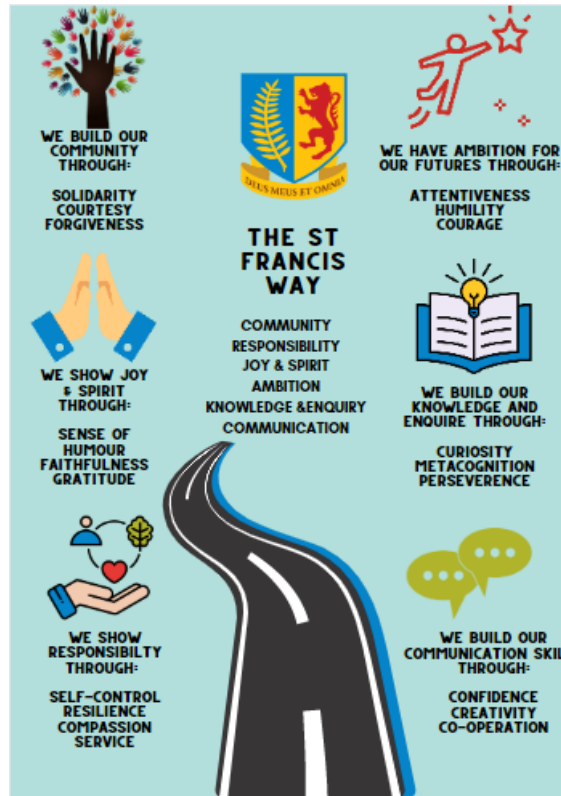 WE BUILD OUR
COMMUNITY
THROUGH:
SOLIDARITY
COURTESY
FORGIVENESS
WE SHOW JOY
& SPIRIT
THROUGH:
SENSE OF
HUMOUR
FAITHFULNESS
GRATITUDE
WE SHOW
RESPONSIBILTY
THROUGH:
SELF-CONTROL
RESILIENCE
COMPASSION
SERVICE
DEUS MEUS ET OMNIA
THE ST
FRANCIS
WAY
COMMUNITY
RESPONSIBILITY
JOY & SPIRIT
AMBITION
KNOWLEDGE &ENQUIRY
COMMUNICATION
WE HAVE AMBITION FOR
OUR FUTURES THROUGH:
ATTENTIVENESS
HUMILITY
COURAGE
WE BUILD OUR
KNOWLEDGE AND
ENQUIRE THROUGH:
CURIOSITY
METACOGNITION
PERSEVERENCE
WE BUILD OUR
COMMUNICATION SKIL
THROUGH:
CONFIDENCE
CREATIVITY
CO-OPERATION